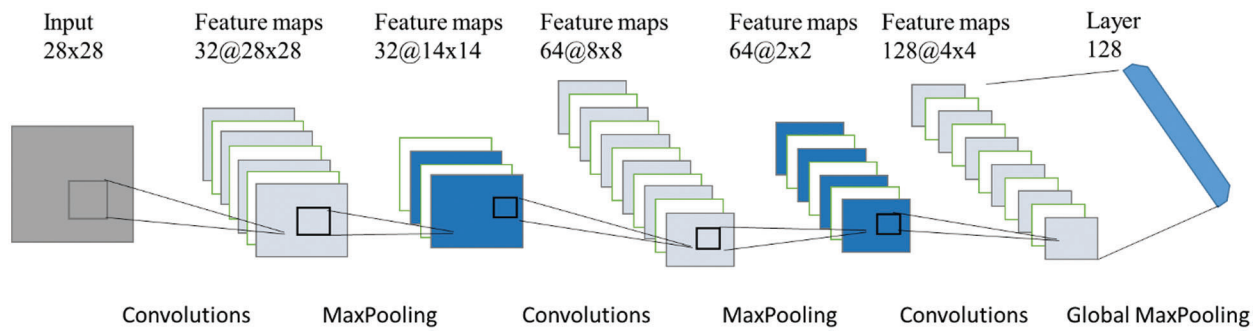 Input
28x28
Feature maps
32@28x28
Feature maps
32@14x14
Feature maps
64@8x8
Feature maps
64@2x2
Feature maps
128@4x4
Layer
128
Convolutions
MaxPooling
Convolutions
MaxPooling
Convolutions
Global MaxPooling